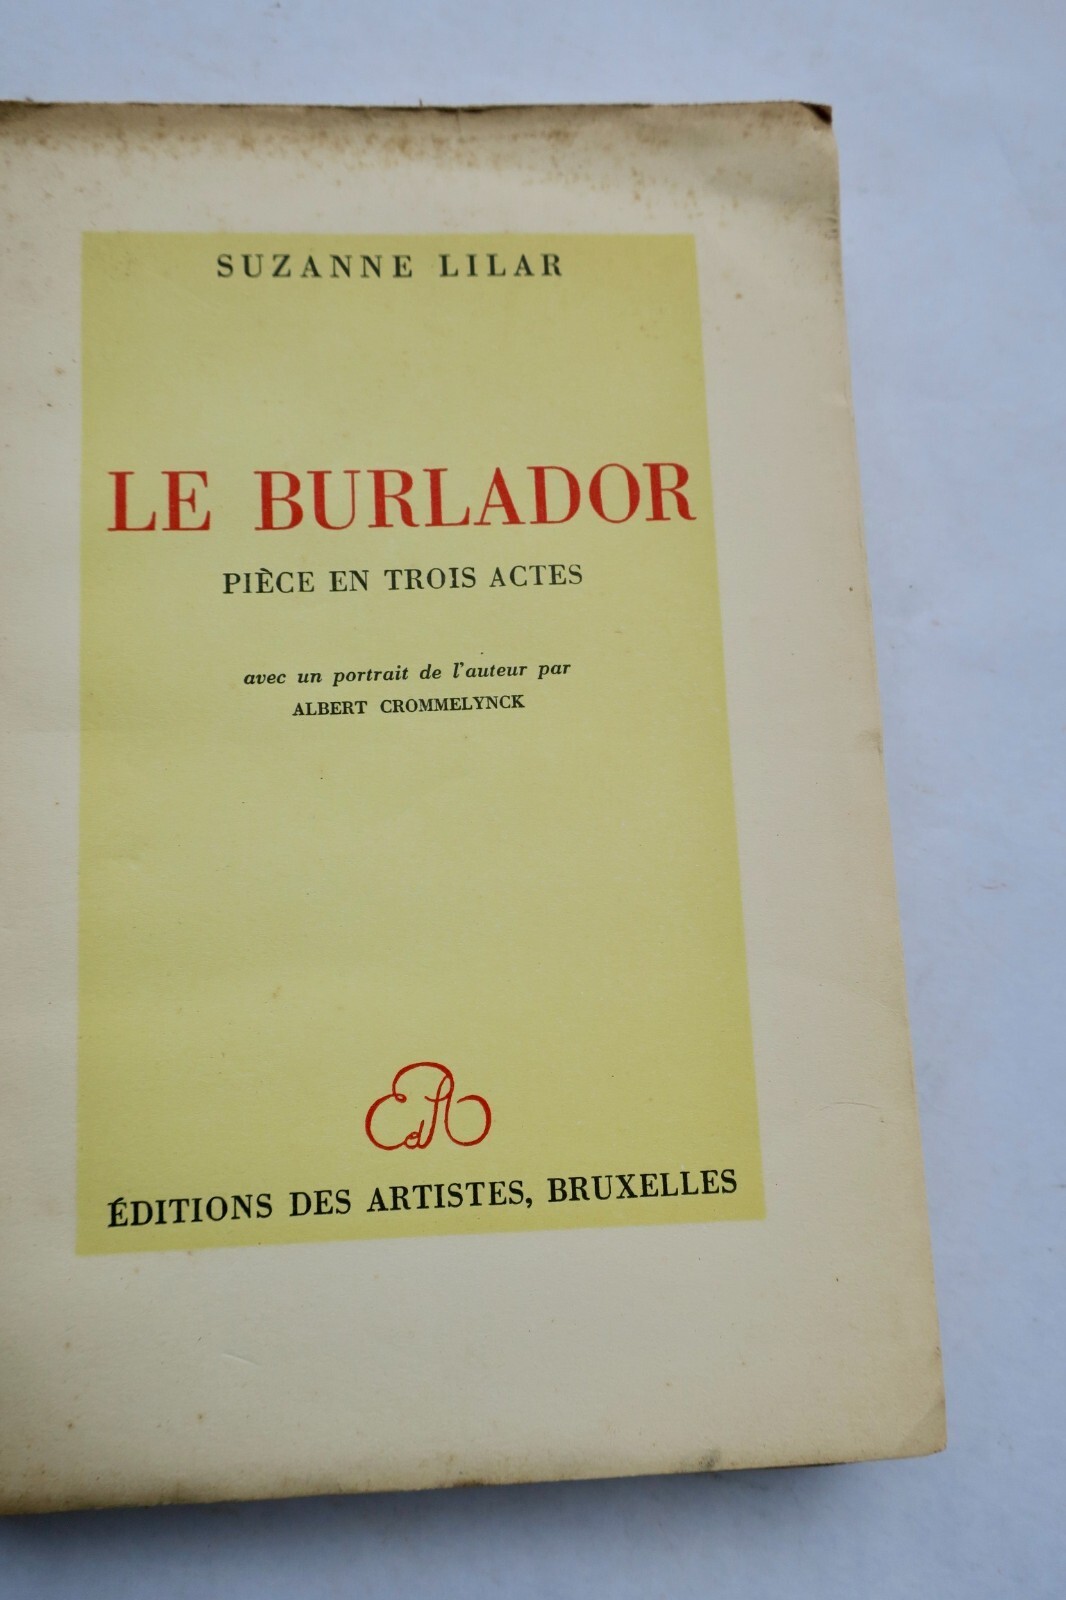 SUZANNE LILAR
LE BURLADOR
PIÈCE EN TROIS ACTES
avec un portrait de l'auteur par
ALBERT CROMMELYNCK
EdA
ÉDITIONS DES ARTISTES, BRUXELLES